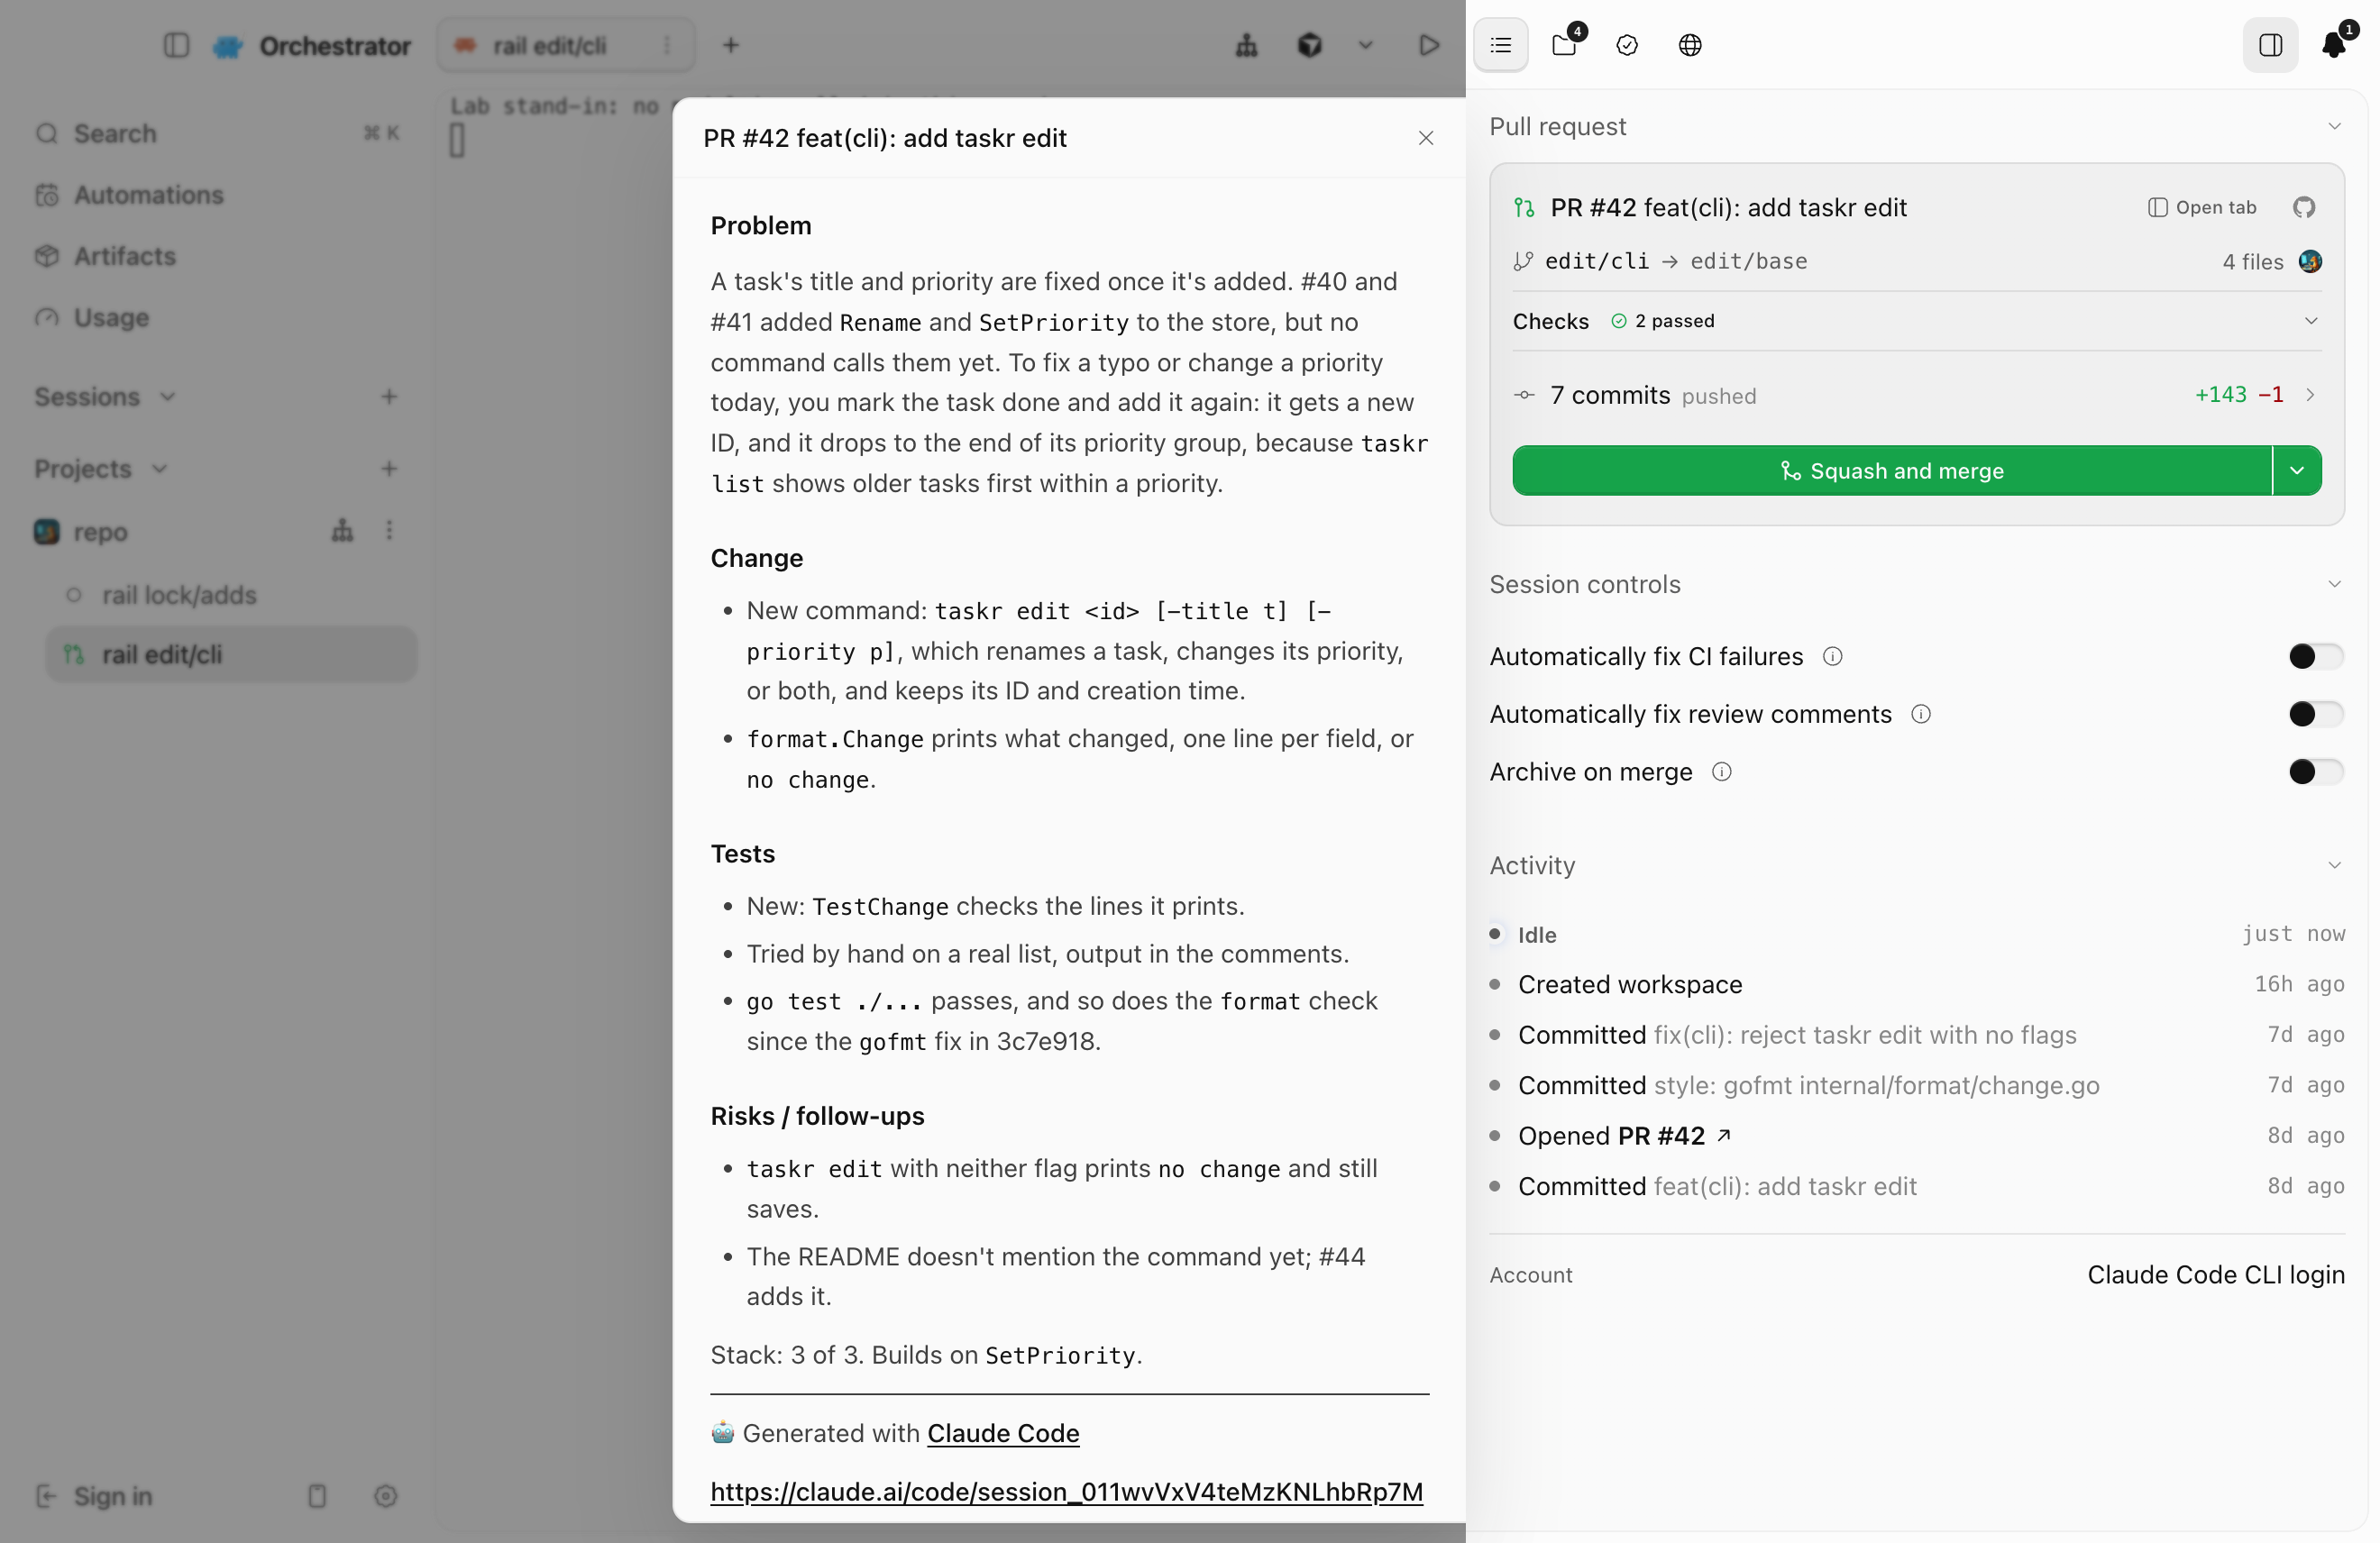 Orchestrator
rail edit/cli
4
1
Search
⌘ K
Automations
Artifacts
Usage
Sessions
Projects
repo
rail lock/adds
rail edit/cli
Sign in
Lab stand-in: no
PR #42 feat(cli): add taskr edit
Problem
A task's title and priority are fixed once it's added. #40 and
#41 added Rename and SetPriority to the store, but no
command calls them yet. To fix a typo or change a priority
today, you mark the task done and add it again: it gets a new
ID, and it drops to the end of its priority group, because taskr
list shows older tasks first within a priority.
Change
• New command: taskr edit <id> [-title t] [-
priority p], which renames a task, changes its priority,
or both, and keeps its ID and creation time.
• format.Change prints what changed, one line per field, or
no change.
Tests
• New: TestChange checks the lines it prints.
• Tried by hand on a real list, output in the comments.
• go test ./... passes, and so does the format check
since the gofmt fix in 3c7e918.
Risks / follow-ups
• taskr edit with neither flag prints no change and still
saves.
• The README doesn't mention the command yet; #44
adds it.
Stack: 3 of 3. Builds on SetPriority.
🤖 Generated with Claude Code
https://claude.ai/code/session_011wvVxV4teMzKNLhbRp7M
Pull request
PR #42 feat(cli): add taskr edit
Open tab
edit/cli → edit/base
4 files
Checks
2 passed
7 commits pushed
+143 −1
Squash and merge
Session controls
Automatically fix CI failures
Automatically fix review comments
Archive on merge
Activity
Idle
just now
Created workspace
16h ago
Committed fix(cli): reject taskr edit with no flags
7d ago
Committed style: gofmt internal/format/change.go
7d ago
Opened PR #42 ↗
8d ago
Committed feat(cli): add taskr edit
8d ago
Account
Claude Code CLI login